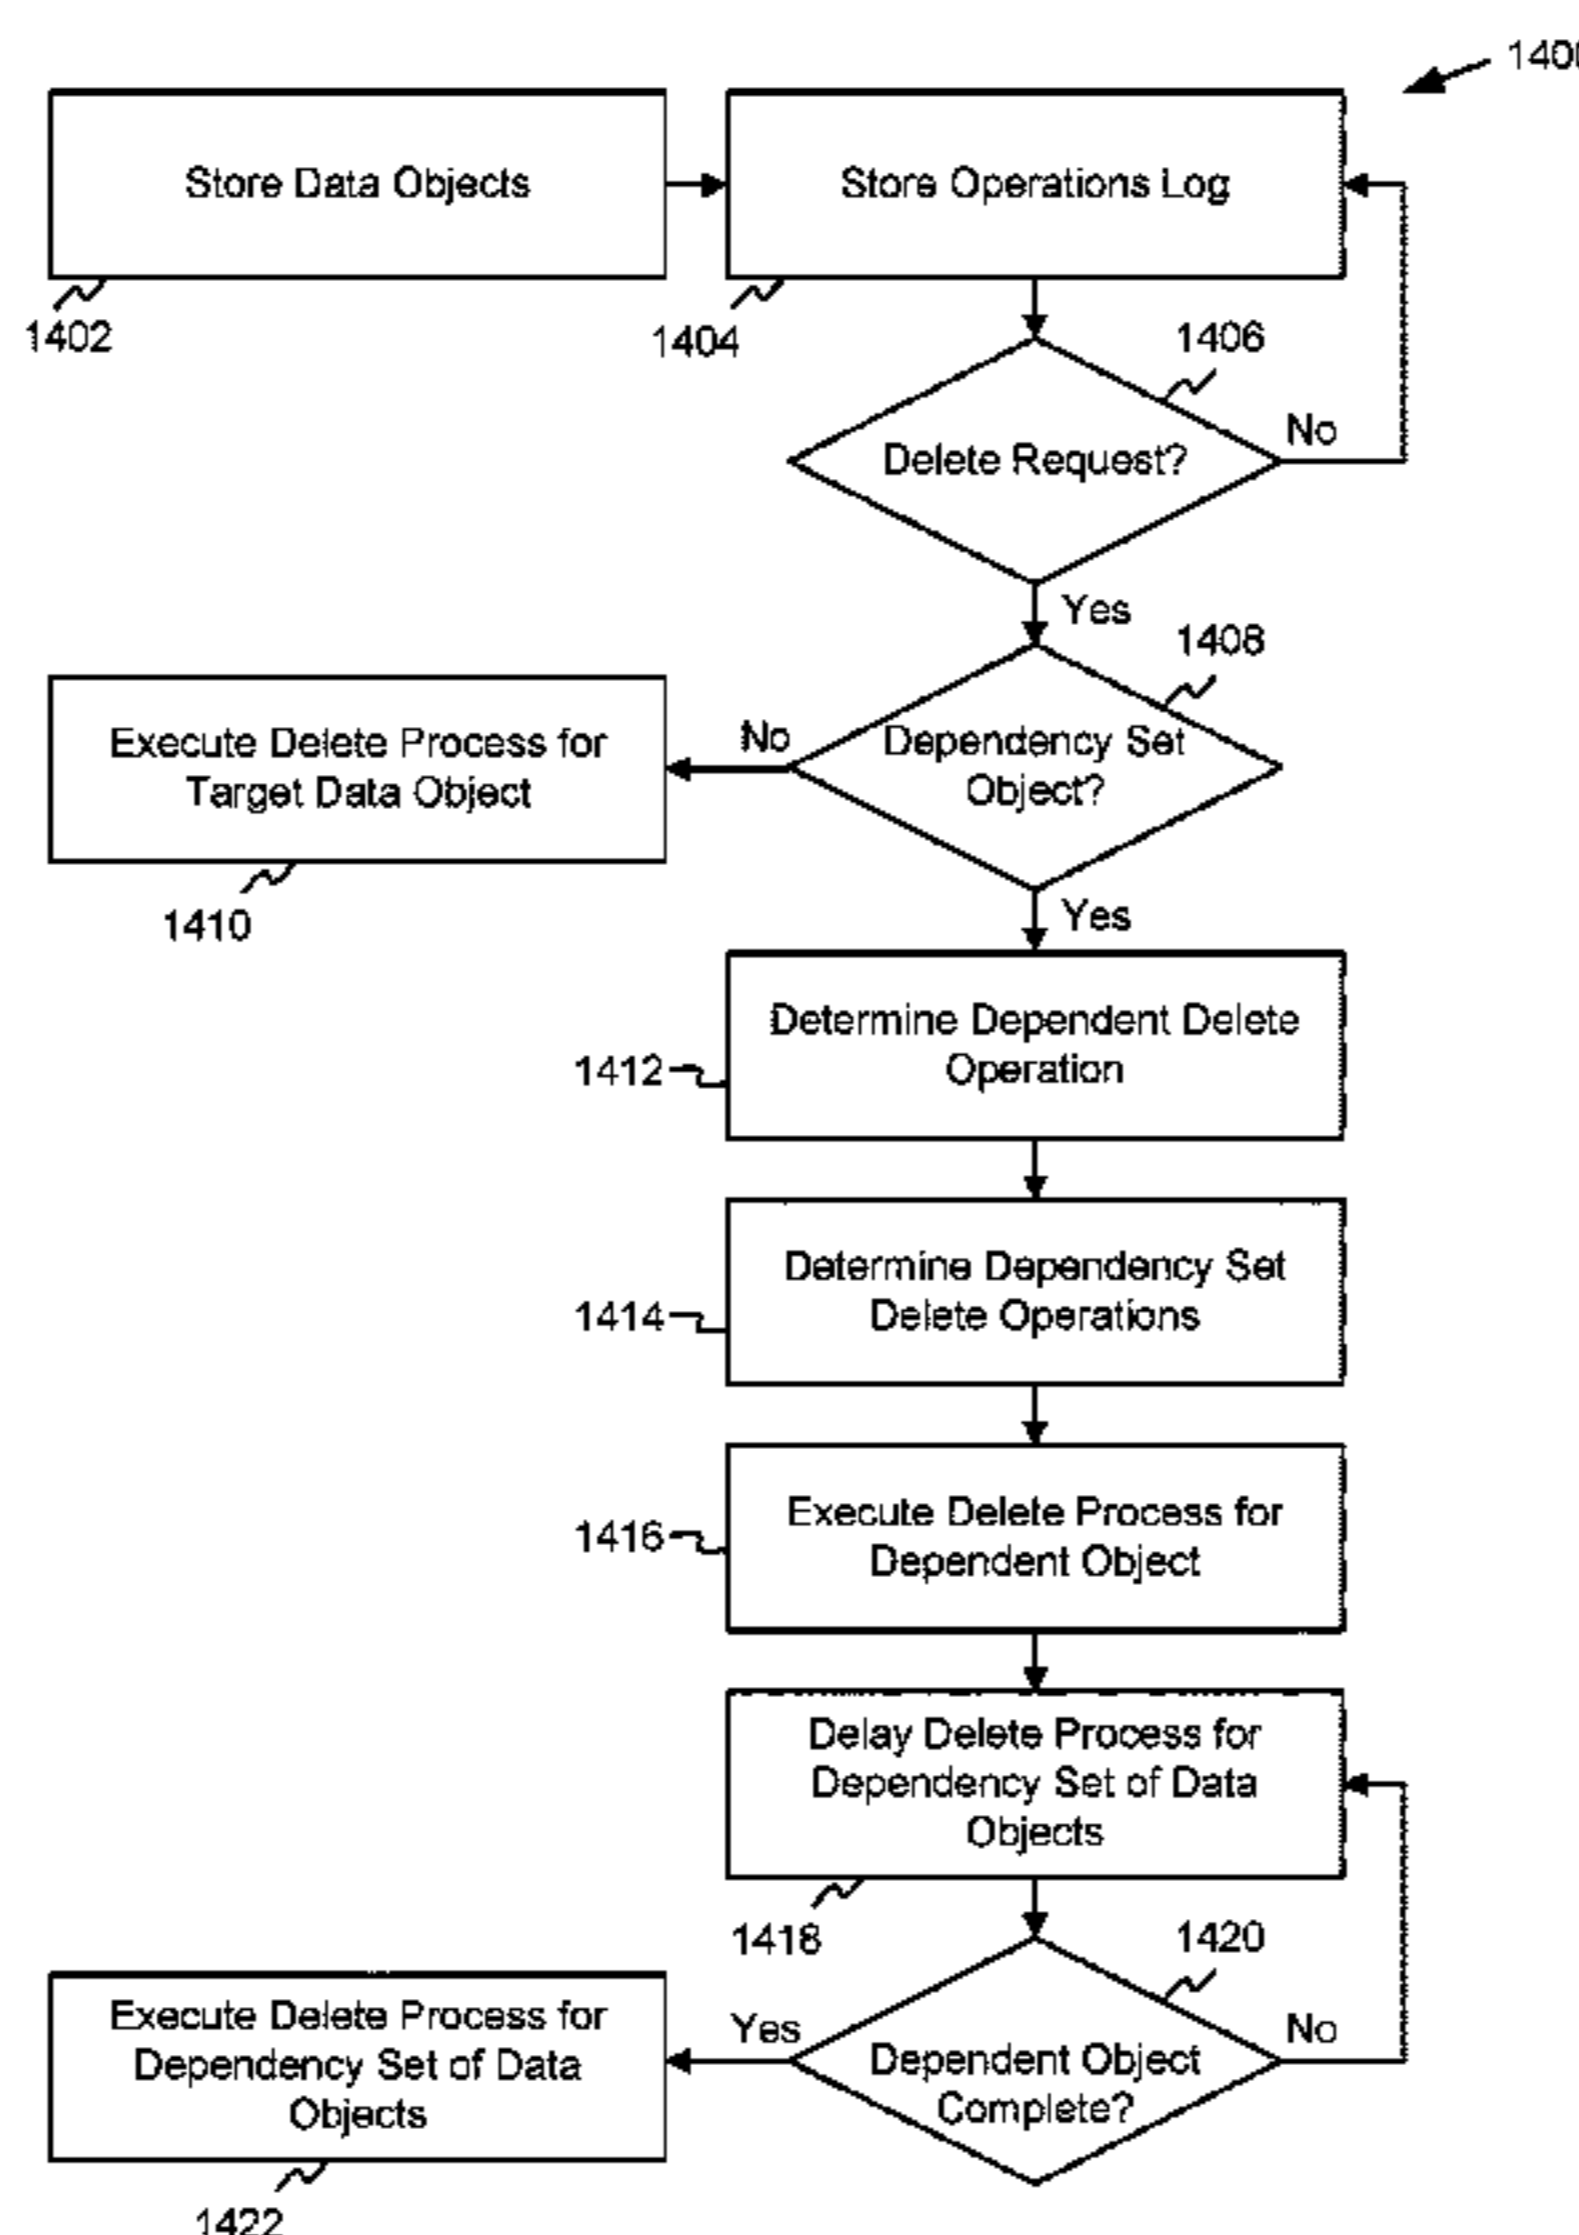 1400
Store Data Objects
Store Operations Log
1402
1404
1406
Delete Request?
No
Yes
1408
Execute Delete Process for
Target Data Object
No
Dependency Set
Object?
1410
Yes
Determine Dependent Delete
Operation
1412
Determine Dependency Set
Delete Operations
1414
Execute Delete Process for
Dependent Object
1416
Delay Delete Process for
Dependency Set of Data
Objects
1418
1420
Execute Delete Process for
Dependency Set of Data
Objects
Yes
Dependent Object
Complete?
No
1422